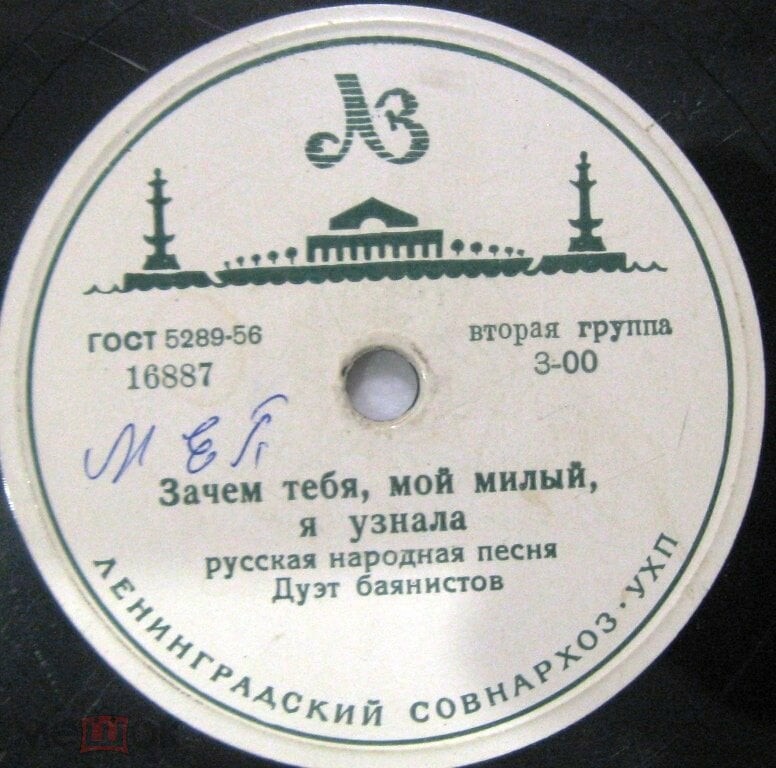 ЛЗ
ГОСТ 5289-56
16887
вторая группа
3-00
М Е Г
Зачем тебя, мой милый,
я узнала
русская народная песня
Дуэт баянистов
ЛЕНИНГРАДСКИЙ СОВНАРХОЗ·УХП